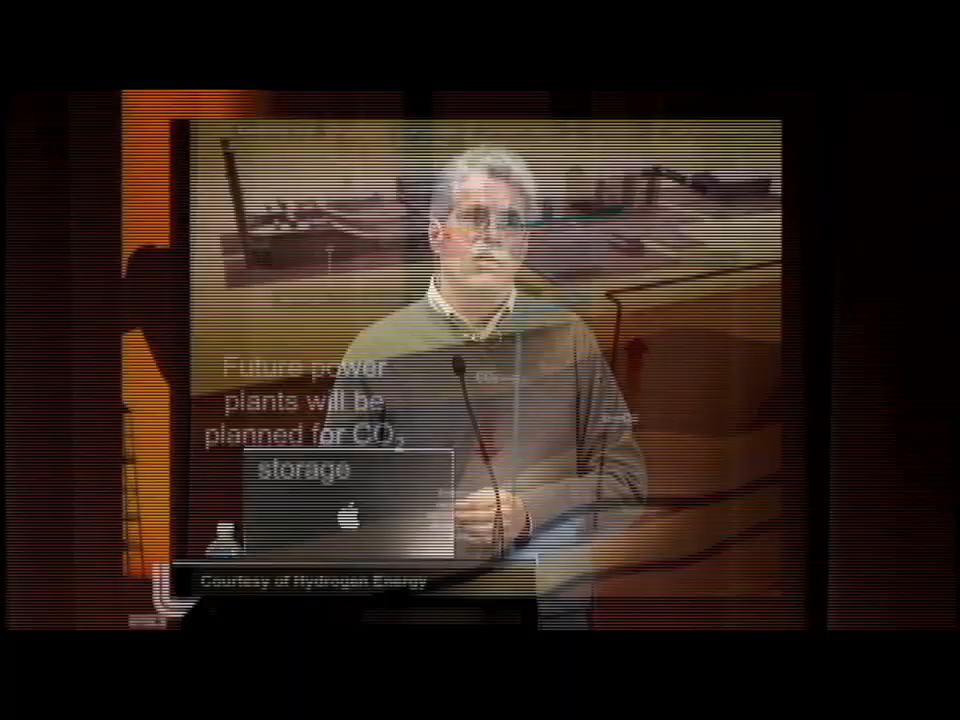 Future power
plants will be
planned for CO₂
storage
Courtesy of Hydrogen Energy